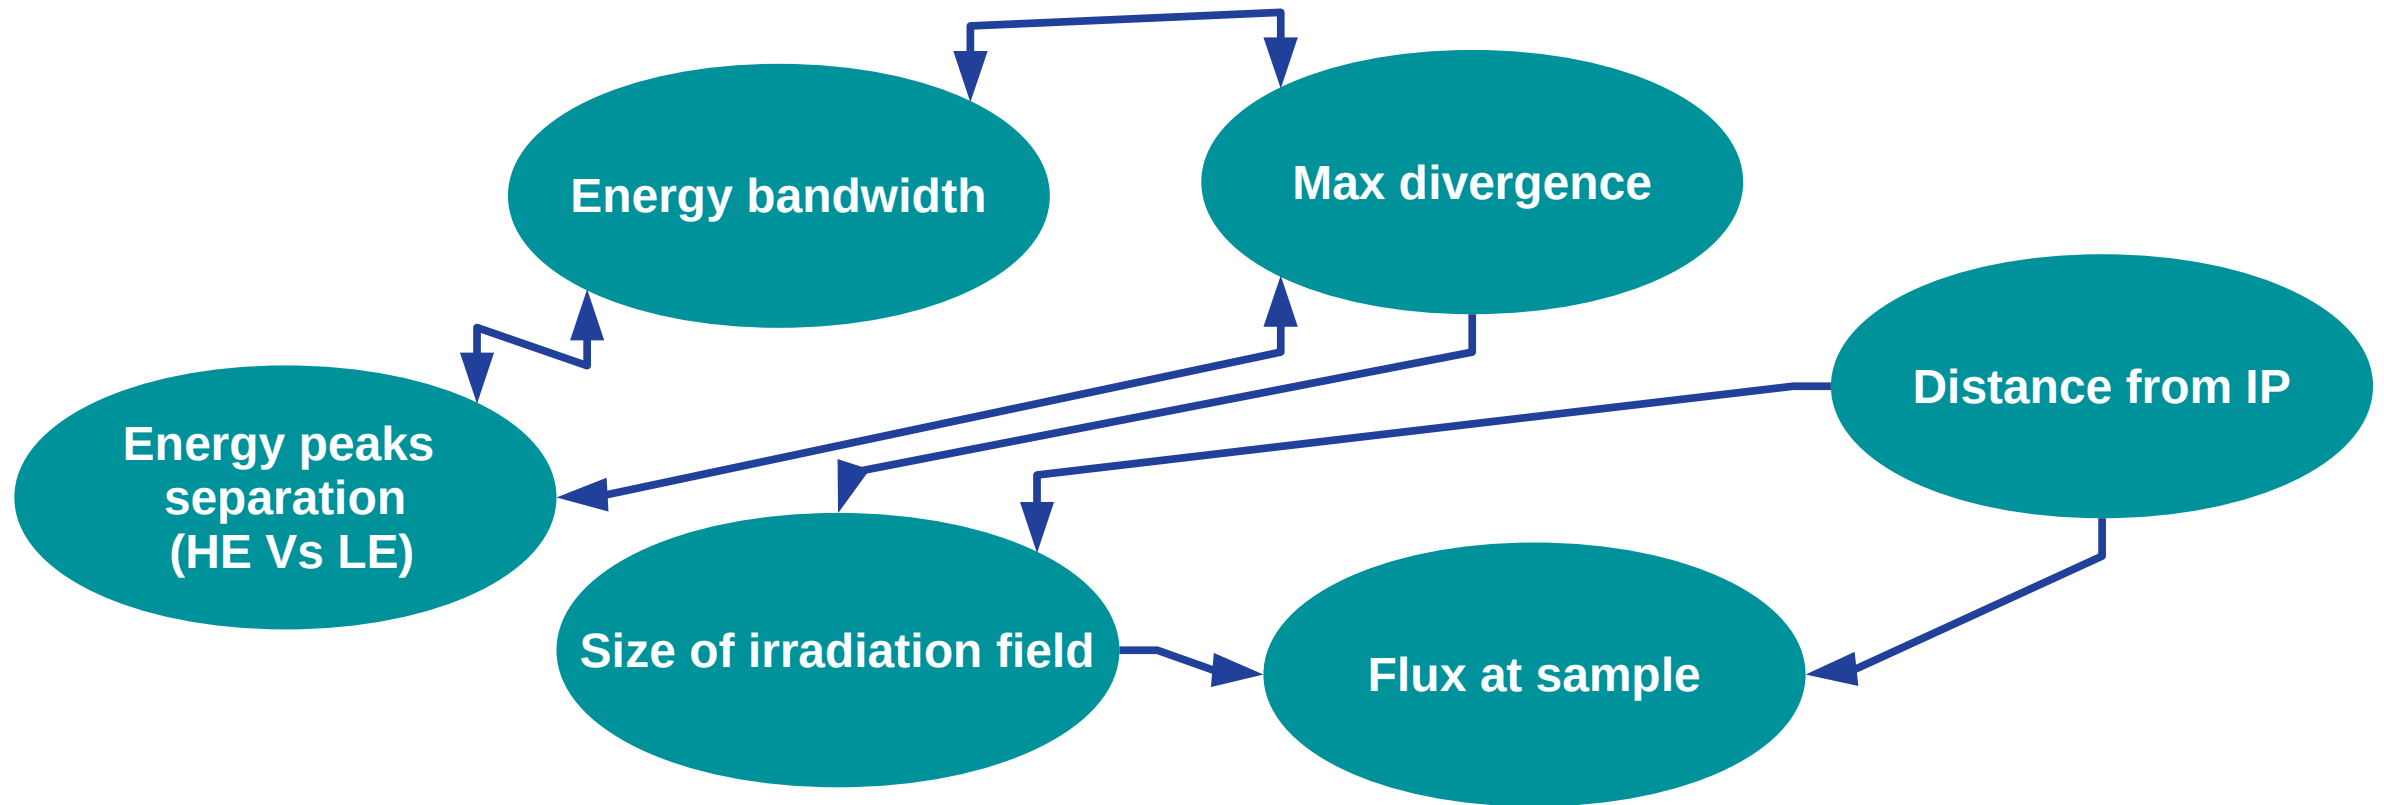 Energy bandwidth
Max divergence
Distance from IP
Energy peaks
separation
(HE Vs LE)
Size of irradiation field
Flux at sample